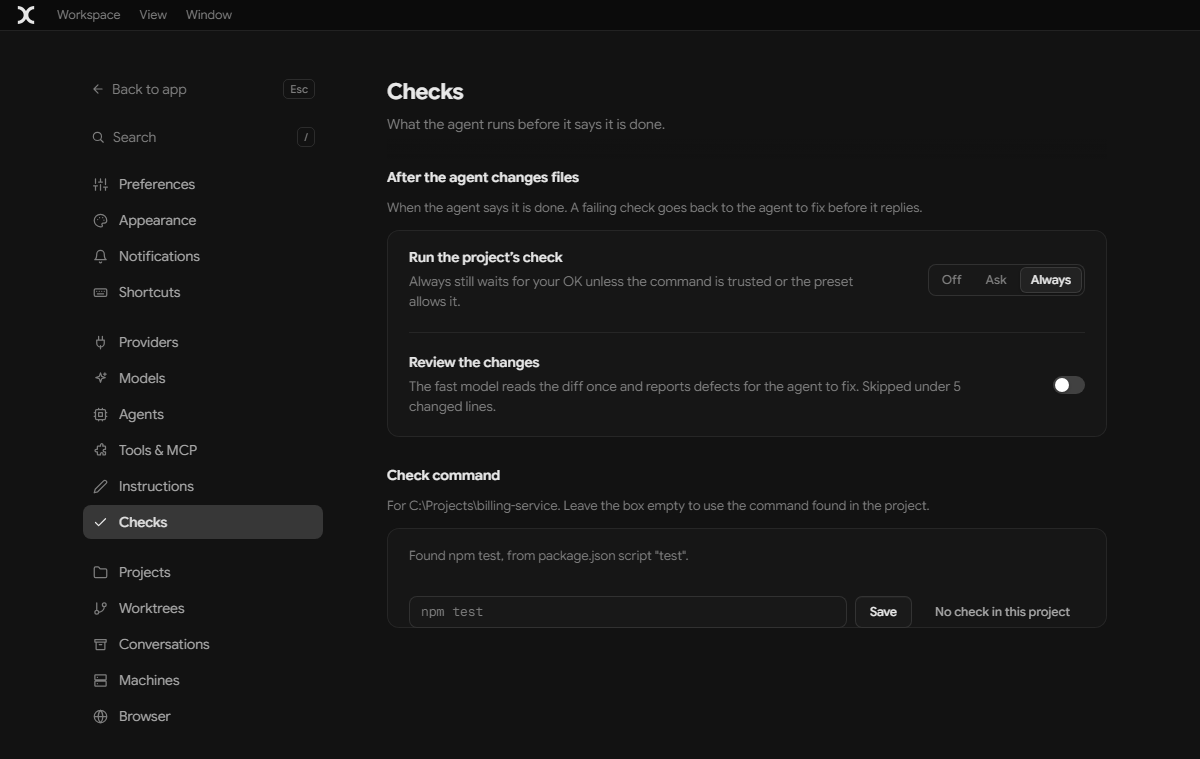 Workspace View Window
Back to app Esc
Search /
Preferences
Appearance
Notifications
Shortcuts
Providers
Models
Agents
Tools & MCP
Instructions
Checks
Projects
Worktrees
Conversations
Machines
Browser
Checks
What the agent runs before it says it is done.
After the agent changes files
When the agent says it is done. A failing check goes back to the agent to fix before it replies.
Run the project's check
Always still waits for your OK unless the command is trusted or the preset
allows it.
Off Ask Always
Review the changes
The fast model reads the diff once and reports defects for the agent to fix. Skipped under 5
changed lines.
Check command
For C:\Projects\billing-service. Leave the box empty to use the command found in the project.
Found npm test, from package.json script "test".
npm test Save No check in this project